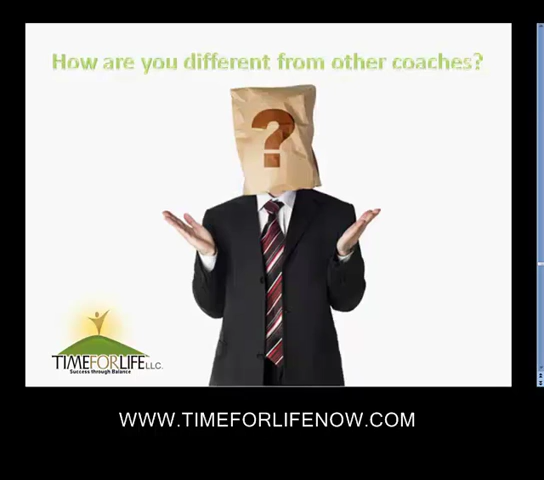 How are you different from other coaches?
?
TIMEFORLIFE LLC.
Success through Balance
WWW.TIMEFORLIFENOW.COM